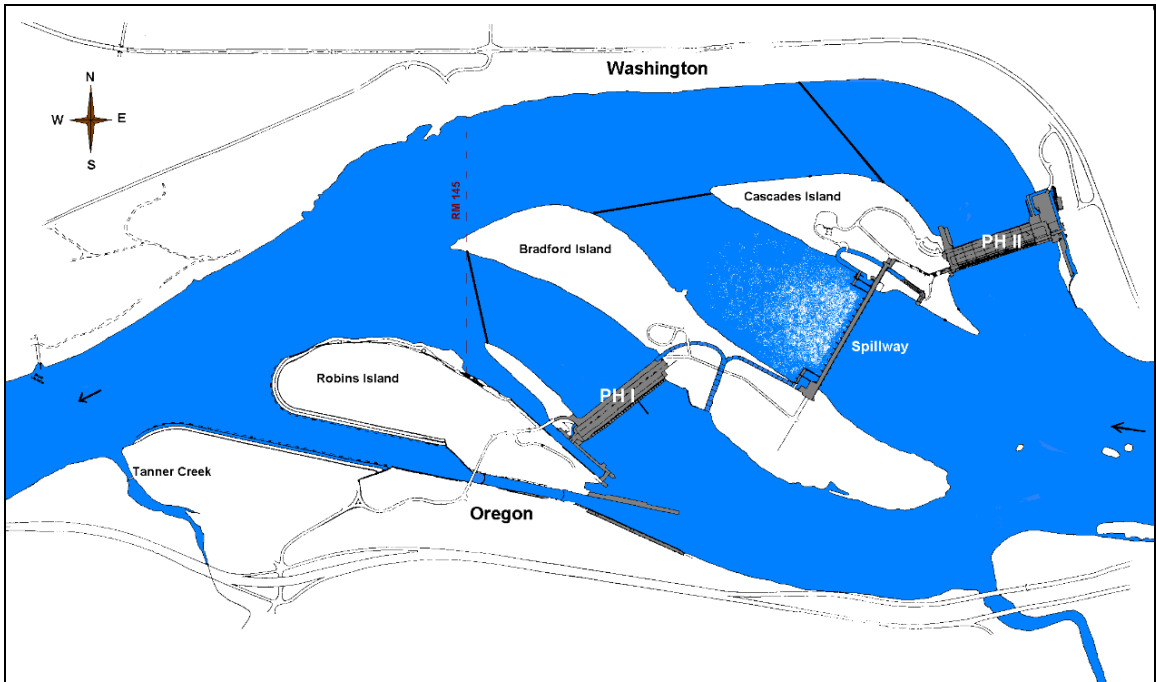 Washington
N
W
E
S
RM 145
Cascades Island
Bradford Island
PH II
Spillway
Robins Island
PH I
Tanner Creek
Oregon